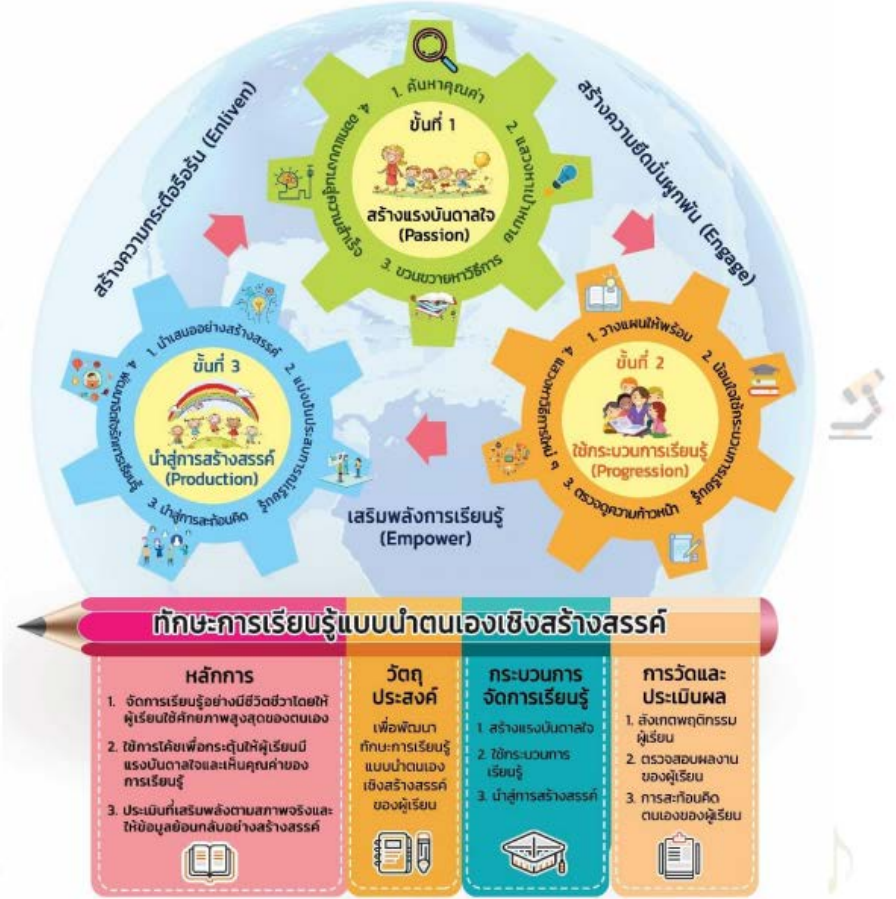 สร้างความกระตือรือร้น (Enliven)
สร้างความยึดมั่นผูกพัน (Engage)
ขั้นที่ 1
สร้างแรงบันดาลใจ
(Passion)
1. ค้นหาคุณค่า
2. แสวงหาเป้าหมาย
3. ขวนขวายหาวิธีการ
4. ออกแบบงานสู่ความสำเร็จ
ขั้นที่ 2
ใช้กระบวนการเรียนรู้
(Progression)
1. วางแผนให้พร้อม
2. น้อมใจใช้กระบวนการเรียนรู้
3. ตรวจดูความก้าวหน้า
4. แสวงหาวิธีการใหม่ ๆ
ขั้นที่ 3
นำสู่การสร้างสรรค์
(Production)
1. นำเสนออย่างสร้างสรรค์
2. แบ่งปันประสบการณ์เรียนรู้
3. นำสู่การสะท้อนคิด
4. พัฒนาจิตใจรักการเรียนรู้
เสริมพลังการเรียนรู้
(Empower)
ทักษะการเรียนรู้แบบนำตนเองเชิงสร้างสรรค์
หลักการ
1. จัดการเรียนรู้อย่างมีชีวิตชีวาโดยให้
ผู้เรียนใช้ศักยภาพสูงสุดของตนเอง
2. ใช้การโค้ชเพื่อกระตุ้นให้ผู้เรียนมี
แรงบันดาลใจและเห็นคุณค่าของ
การเรียนรู้
3. ประเมินที่เสริมพลังตามสภาพจริงและ
ให้ข้อมูลย้อนกลับอย่างสร้างสรรค์
วัตถุ
ประสงค์
เพื่อพัฒนา
ทักษะการเรียนรู้
แบบนำตนเอง
เชิงสร้างสรรค์
ของผู้เรียน
กระบวนการ
จัดการเรียนรู้
1 สร้างแรงบันดาลใจ
2. ใช้กระบวนการ
เรียนรู้
3. นำสู่การสร้างสรรค์
การวัดและ
ประเมินผล
1. สังเกตพฤติกรรม
ผู้เรียน
2. ตรวจสอบผลงาน
ของผู้เรียน
3. การสะท้อนคิด
ตนเองของผู้เรียน